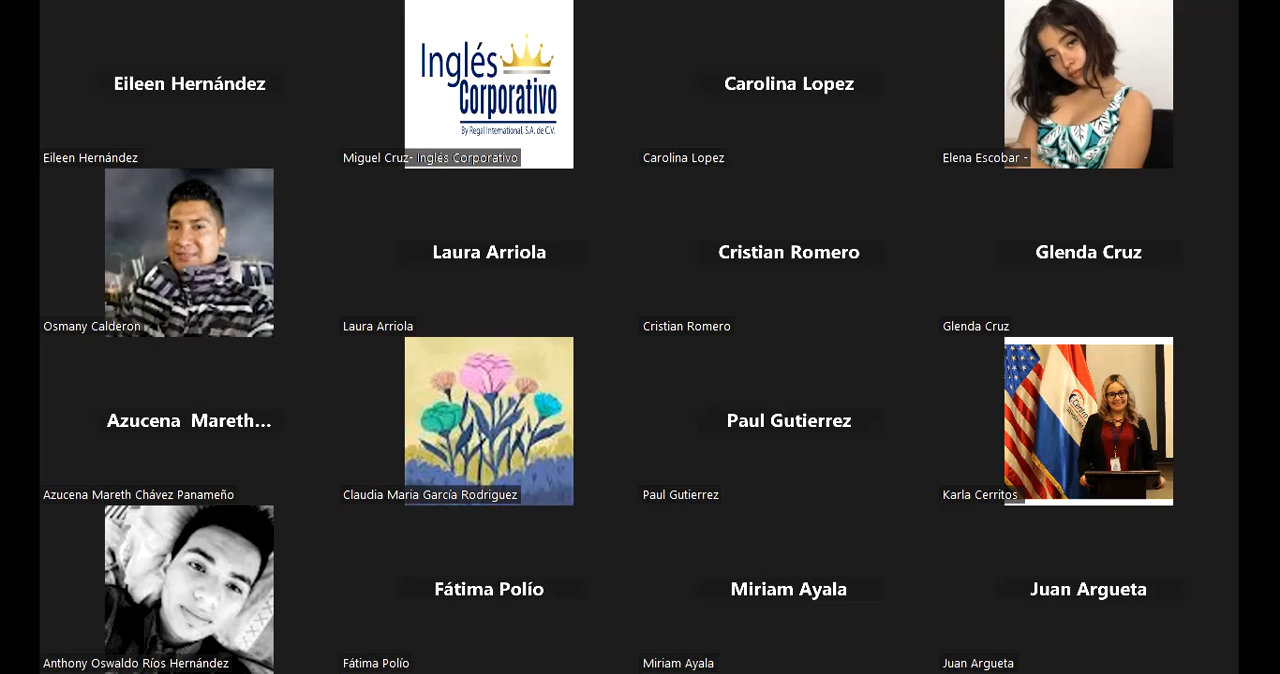 Eileen Hernández
Eileen Hernández
Inglés
Corporativo
By Regal International, S.A. de C.V.
Miguel Cruz- Inglés Corporativo
Carolina Lopez
Carolina Lopez
Elena Escobar -
Osmany Calderon
Laura Arriola
Laura Arriola
Cristian Romero
Cristian Romero
Glenda Cruz
Glenda Cruz
Azucena Mareth...
Azucena Mareth Chávez Panameño
Claudia Maria García Rodriguez
Paul Gutierrez
Paul Gutierrez
Karla Cerritos
Anthony Oswaldo Ríos Hernández
Fátima Polío
Fátima Polío
Miriam Ayala
Miriam Ayala
Juan Argueta
Juan Argueta